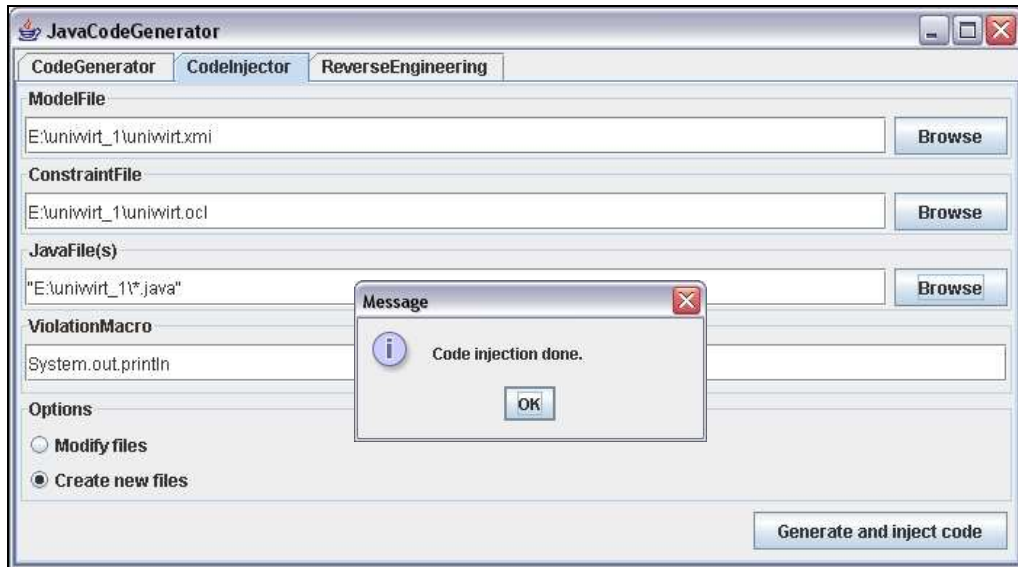 JavaCodeGenerator
CodeGenerator CodeInjector ReverseEngineering
ModelFile
E:\uniwirt_1\uniwirt.xmi Browse
ConstraintFile
E:\uniwirt_1\uniwirt.ocl Browse
JavaFile(s)
"E:\uniwirt_1\*.java" Browse
ViolationMacro
System.out.println
Message
Code injection done.
OK
Options
Modify files
Create new files
Generate and inject code